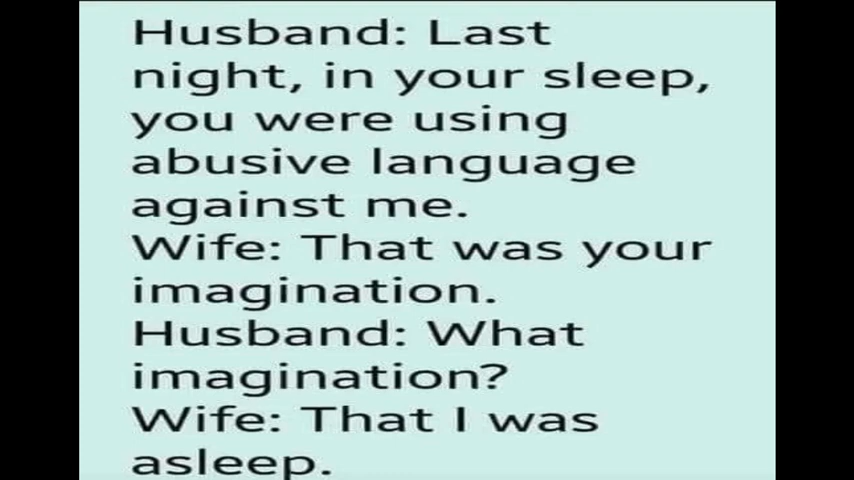 Husband: Last
night, in your sleep,
you were using
abusive language
against me.
Wife: That was your
imagination.
Husband: What
imagination?
Wife: That I was
asleep.